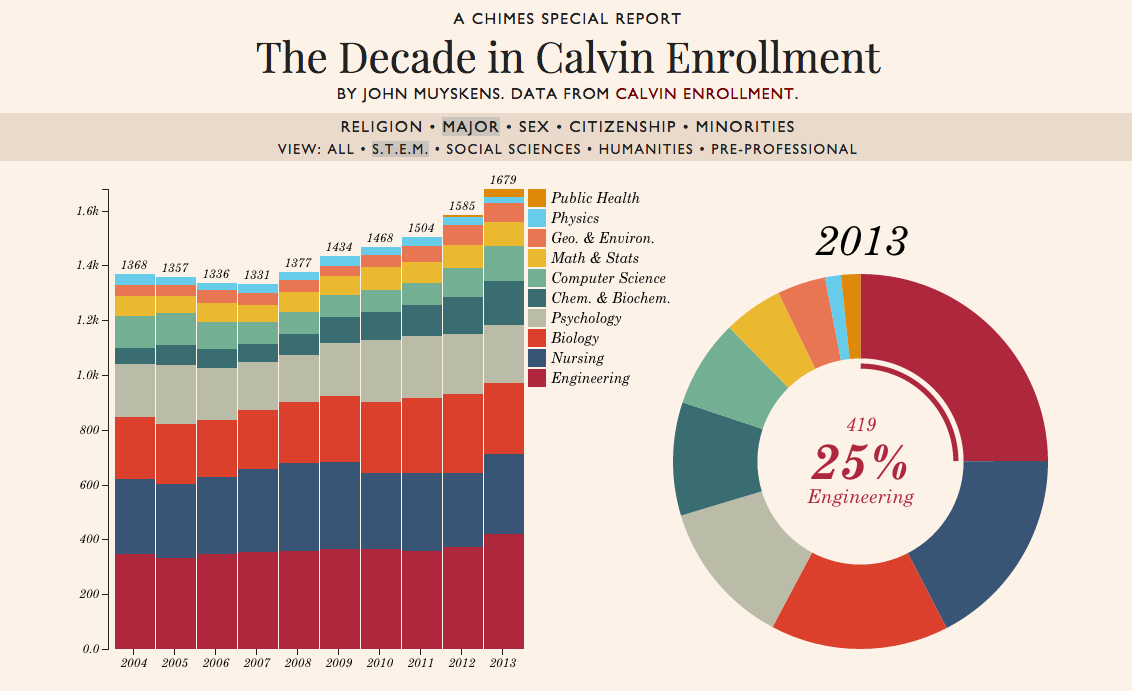 A CHIMES SPECIAL REPORT
The Decade in Calvin Enrollment
BY JOHN MUYSKENS. DATA FROM CALVIN ENROLLMENT.
RELIGION • MAJOR • SEX • CITIZENSHIP • MINORITIES
VIEW: ALL • S.T.E.M. • SOCIAL SCIENCES • HUMANITIES • PRE-PROFESSIONAL
1.6k
1.4k
1.2k
1.0k
800
600
400
200
0.0
1368 1357 1336 1331 1377 1434 1468 1504 1585 1679
2004 2005 2006 2007 2008 2009 2010 2011 2012 2013
Public Health
Physics
Geo. & Environ.
Math & Stats
Computer Science
Chem. & Biochem.
Psychology
Biology
Nursing
Engineering
2013
419
25%
Engineering